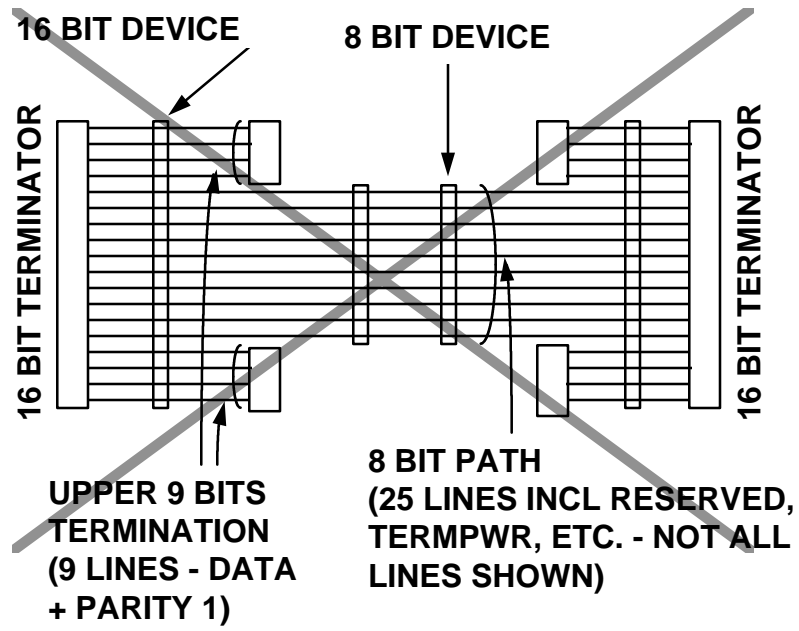 16 BIT DEVICE
8 BIT DEVICE
16 BIT TERMINATOR
16 BIT TERMINATOR
UPPER 9 BITS
TERMINATION
(9 LINES - DATA
+ PARITY 1)
8 BIT PATH
(25 LINES INCL RESERVED,
TERMPWR, ETC. - NOT ALL
LINES SHOWN)